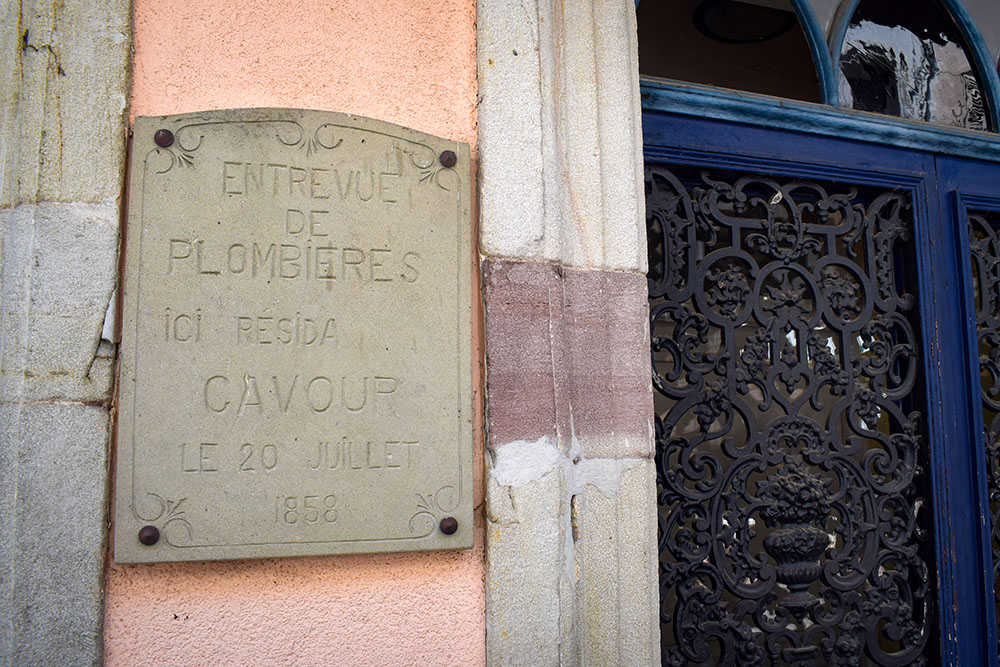 ENTREVUE
DE
PLOMBIÈRES
ICI RÉSIDA
CAVOUR
LE 20 JUILLET
1858